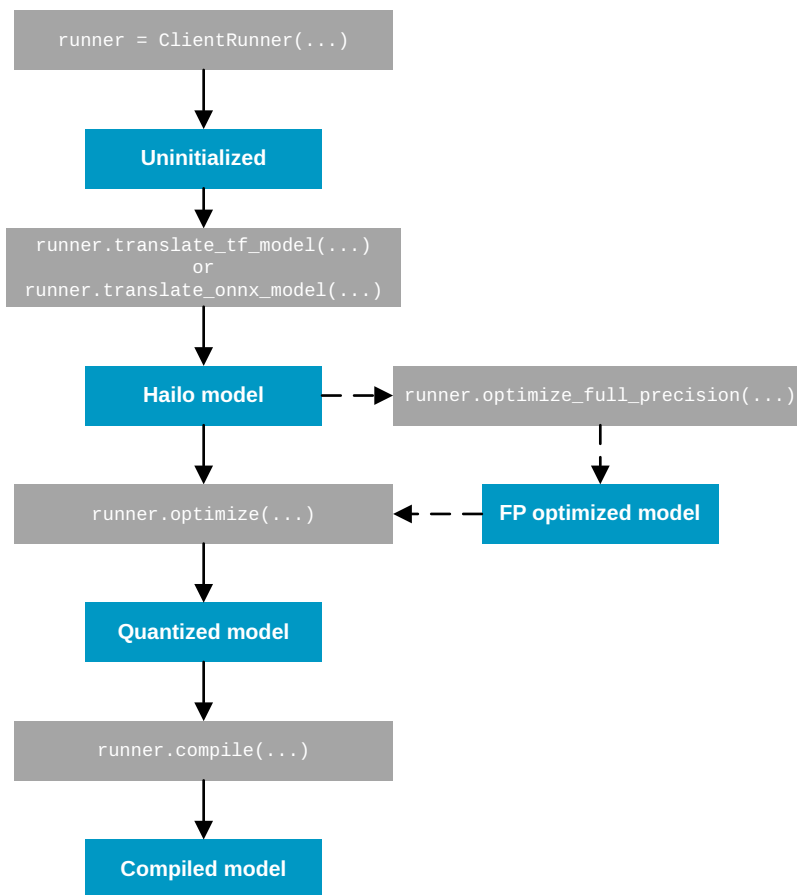 runner = ClientRunner(...)
Uninitialized
runner.translate_tf_model(...)
or
runner.translate_onnx_model(...)
Hailo model
runner.optimize_full_precision(...)
runner.optimize(...)
FP optimized model
Quantized model
runner.compile(...)
Compiled model